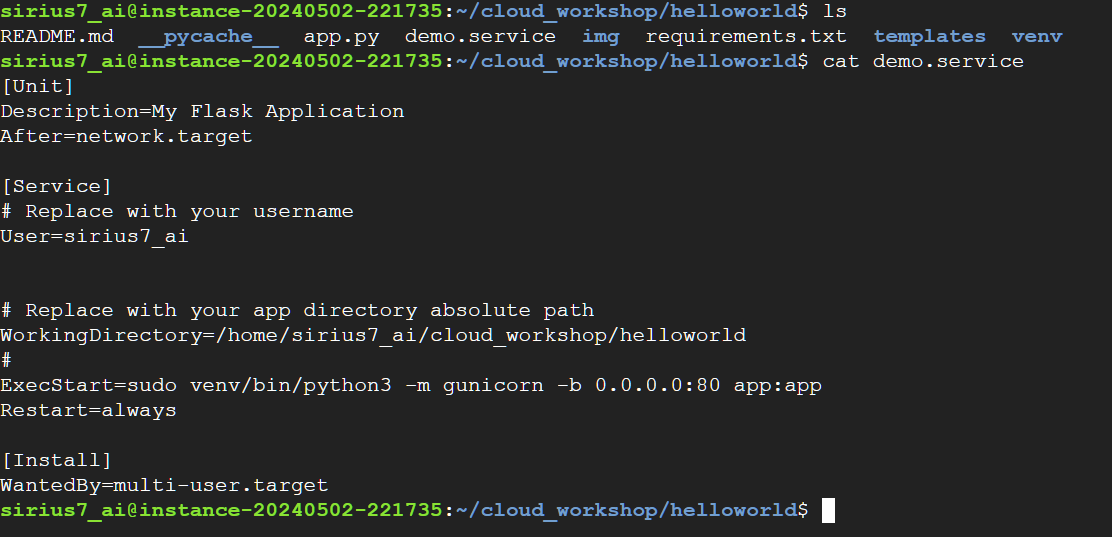 sirius7_ai@instance-20240502-221735:~/cloud_workshop/helloworld$ ls
README.md  __pycache__  app.py  demo.service  img  requirements.txt  templates  venv
sirius7_ai@instance-20240502-221735:~/cloud_workshop/helloworld$ cat demo.service
[Unit]
Description=My Flask Application
After=network.target

[Service]
# Replace with your username
User=sirius7_ai


# Replace with your app directory absolute path
WorkingDirectory=/home/sirius7_ai/cloud_workshop/helloworld
#
ExecStart=sudo venv/bin/python3 -m gunicorn -b 0.0.0.0:80 app:app
Restart=always

[Install]
WantedBy=multi-user.target
sirius7_ai@instance-20240502-221735:~/cloud_workshop/helloworld$